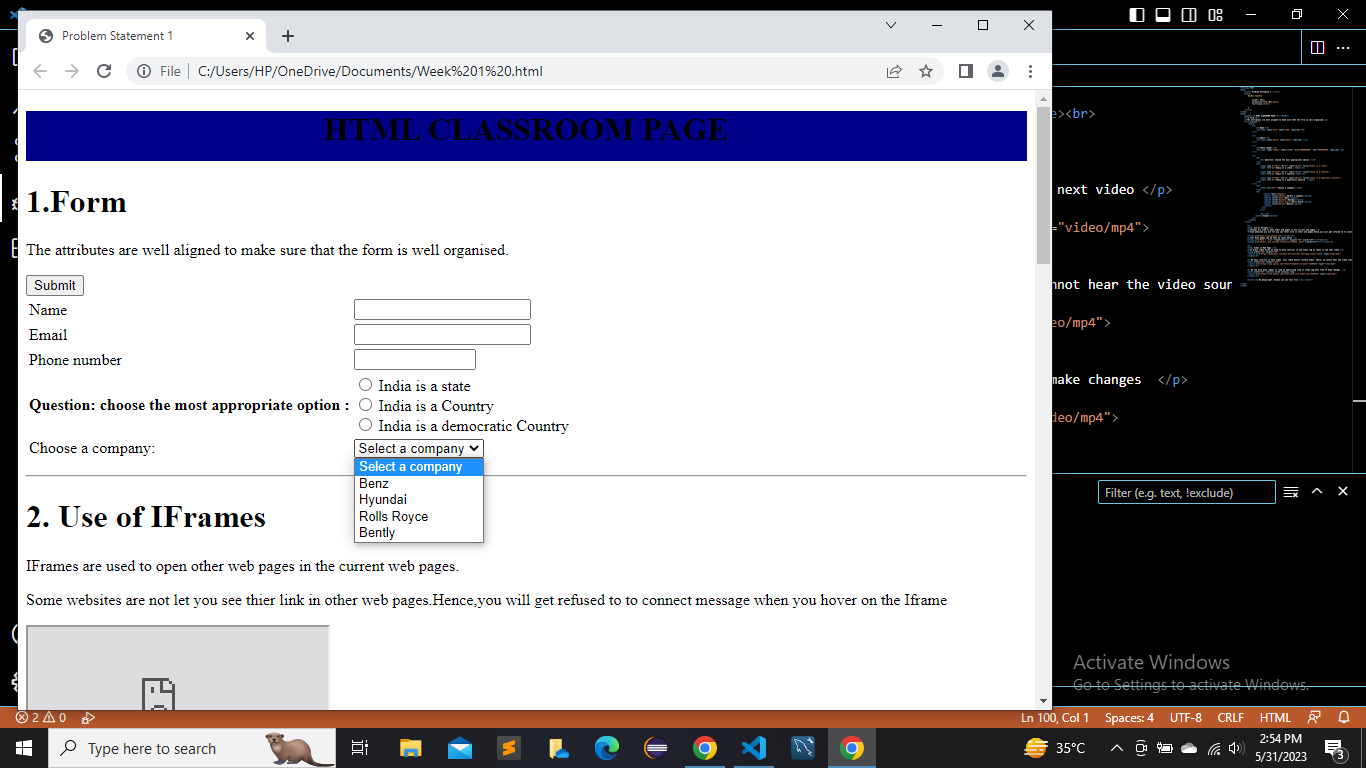 Problem Statement 1
File
C:/Users/HP/OneDrive/Documents/Week%201%20.html
HTML CLASSROOM PAGE
1.Form
The attributes are well aligned to make sure that the form is well organised.
Submit
Name
Email
Phone number
India is a state
Question: choose the most appropriate option :
India is a Country
India is a democratic Country
Choose a company:
Select a company
Select a company
Benz
Hyundai
Rolls Royce
Bently
2. Use of IFrames
IFrames are used to open other web pages in the current web pages.
Some websites are not let you see thier link in other web pages.Hence,you will get refused to to connect message when you hover on the Iframe
e><br>
next video </p>
="video/mp4">
nnot hear the video soun
eo/mp4">
make changes  </p>
deo/mp4">
Filter (e.g. text, !exclude)
Activate Windows
Go to Settings to activate Windows.
2 0
Ln 100, Col 1 Spaces: 4 UTF-8 CRLF HTML
Type here to search
35°C
2:54 PM
5/31/2023
3